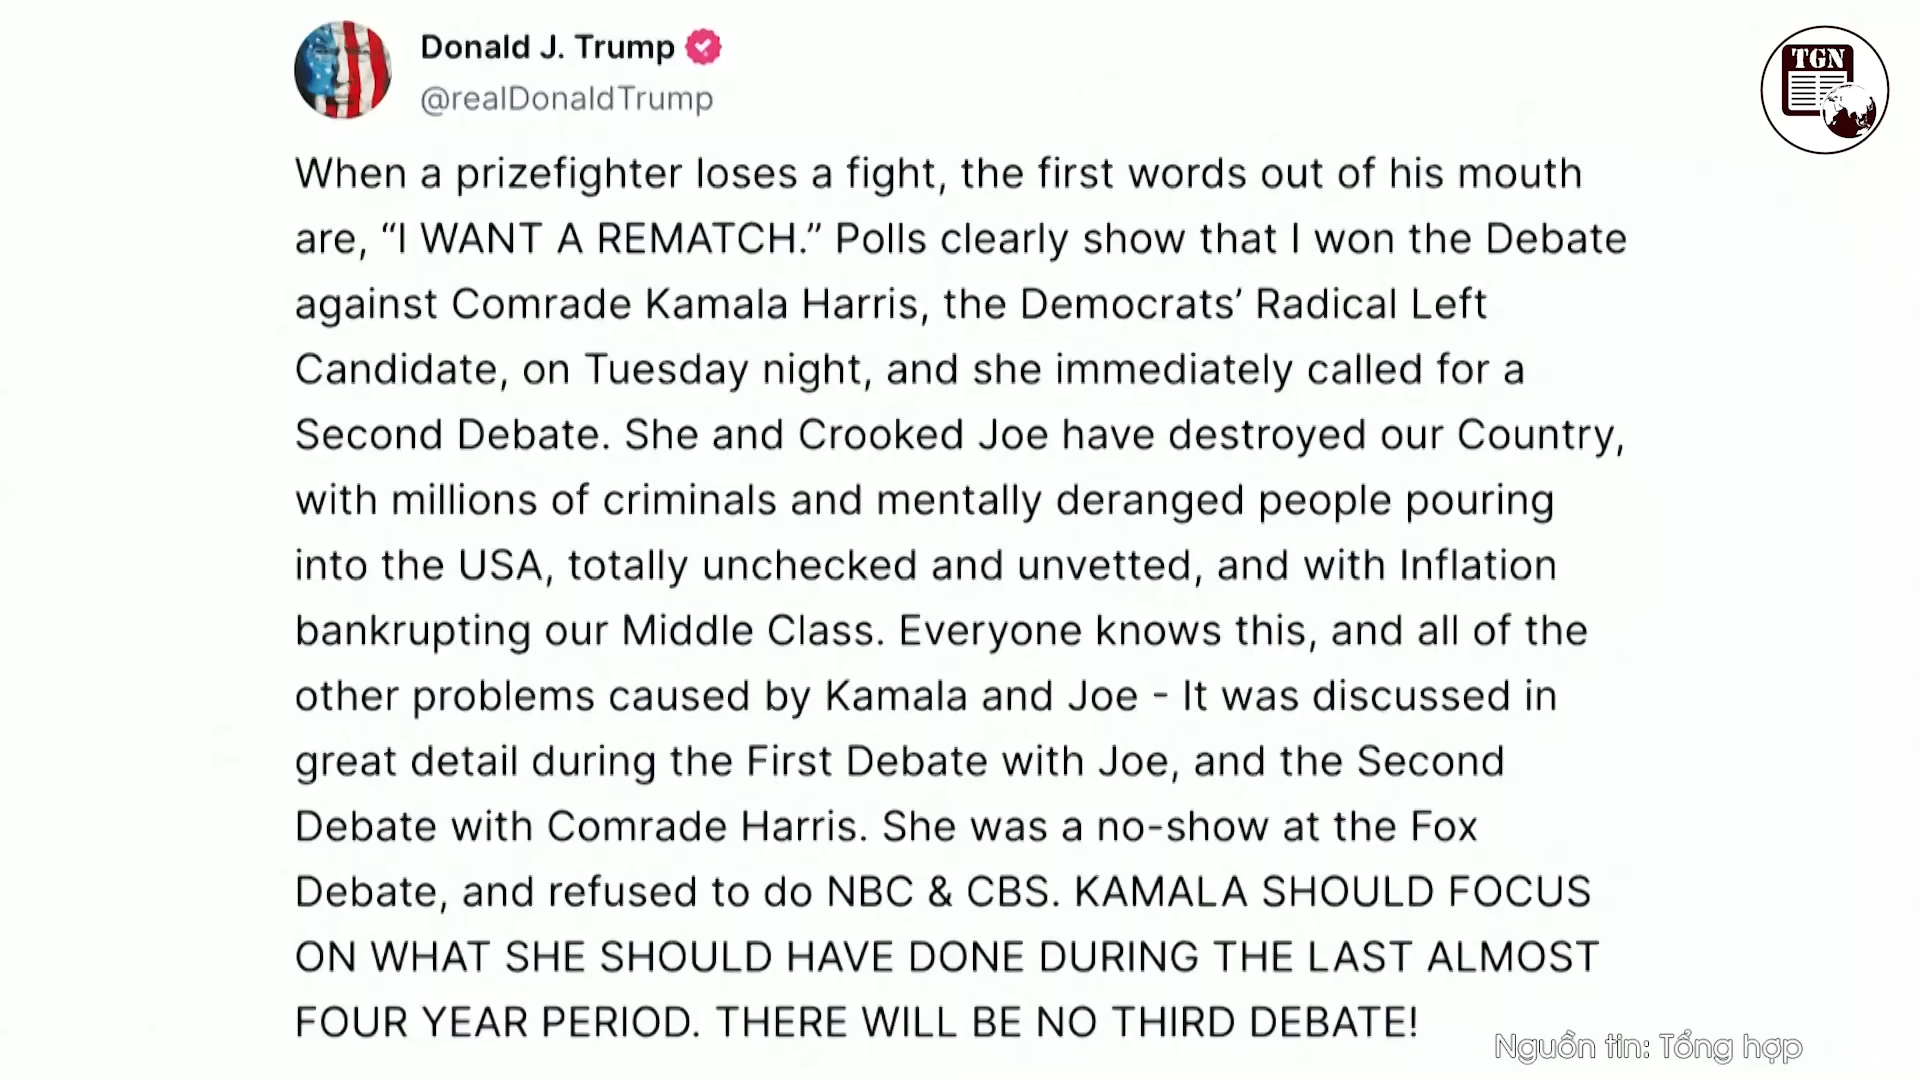 Donald J. Trump
@realDonaldTrump
TGN
When a prizefighter loses a fight, the first words out of his mouth
are, “I WANT A REMATCH.” Polls clearly show that I won the Debate
against Comrade Kamala Harris, the Democrats’ Radical Left
Candidate, on Tuesday night, and she immediately called for a
Second Debate. She and Crooked Joe have destroyed our Country,
with millions of criminals and mentally deranged people pouring
into the USA, totally unchecked and unvetted, and with Inflation
bankrupting our Middle Class. Everyone knows this, and all of the
other problems caused by Kamala and Joe - It was discussed in
great detail during the First Debate with Joe, and the Second
Debate with Comrade Harris. She was a no-show at the Fox
Debate, and refused to do NBC & CBS. KAMALA SHOULD FOCUS
ON WHAT SHE SHOULD HAVE DONE DURING THE LAST ALMOST
FOUR YEAR PERIOD. THERE WILL BE NO THIRD DEBATE!
Nguồn tin: Tổng hợp